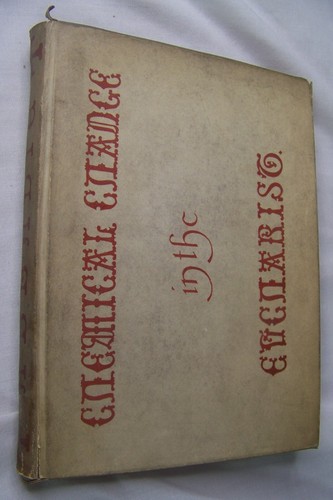 CHEMICAL CHANGE
in the
EUCHARIST.